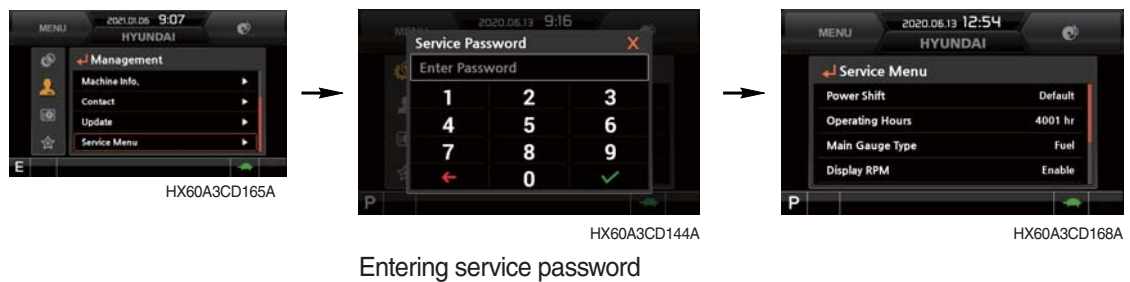 MENU
2021.01.06 9:07
HYUNDAI
Management
Machine Info,
Contact
Update
Service Menu
E
HX60A3CD165A
2020.06.13 9:16
Service Password X
Enter Password
1 2 3
4 5 6
7 8 9
0
P
HX60A3CD144A
MENU
2020.06.13 12:54
HYUNDAI
Service Menu
Power Shift Default
Operating Hours 4001 hr
Main Gauge Type Fuel
Display RPM Enable
P
HX60A3CD168A
Entering service password